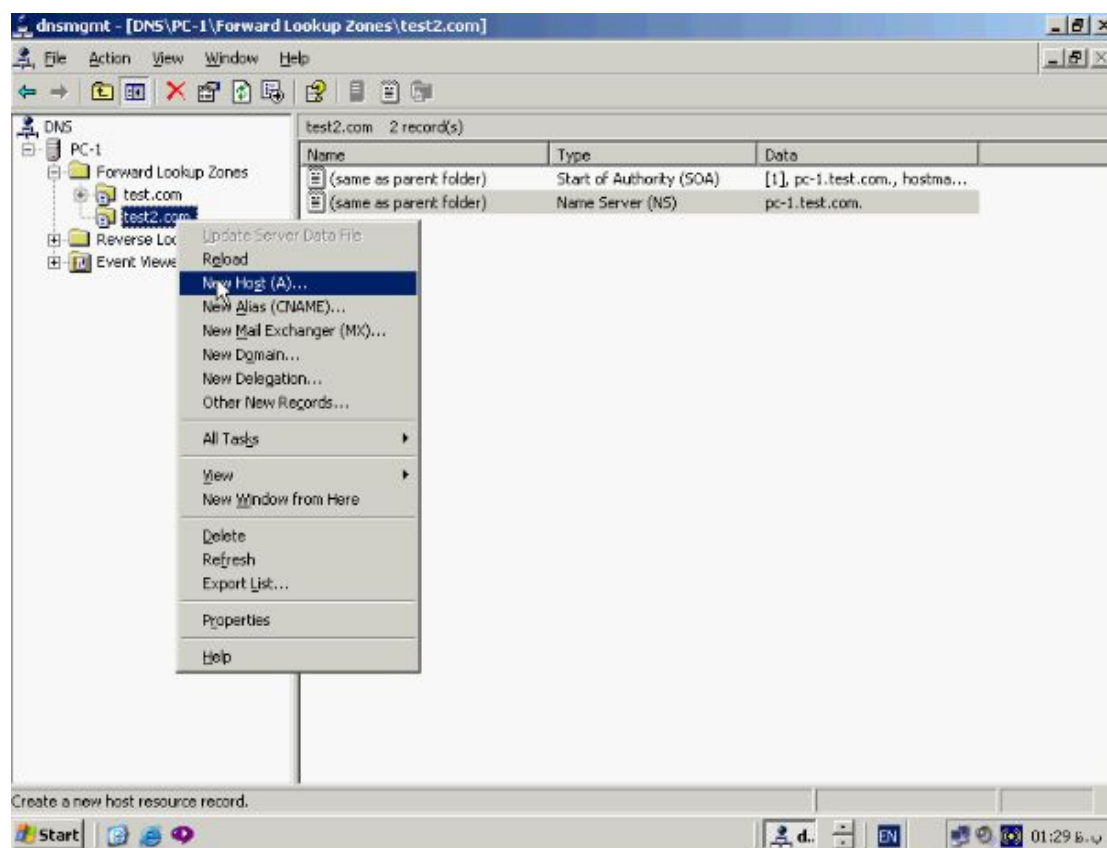 dnsmgmt - [DNS\PC-1\Forward Lookup Zones\test2.com]
File Action View Window Help
DNS
PC-1
Forward Lookup Zones
test.com
test2.com
Reverse Loo
Event Viewe
test2.com 2 record(s)
Name Type Data
(same as parent folder) Start of Authority (SOA) [1], pc-1.test.com., hostma...
(same as parent folder) Name Server (NS) pc-1.test.com.
Update Server Data File
Reload
New Host (A)...
New Alias (CNAME)...
New Mail Exchanger (MX)...
New Domain...
New Delegation...
Other New Records...
All Tasks
View
New Window from Here
Delete
Refresh
Export List...
Properties
Help
Create a new host resource record.
Start d.. EN 01:29 ب.ظ